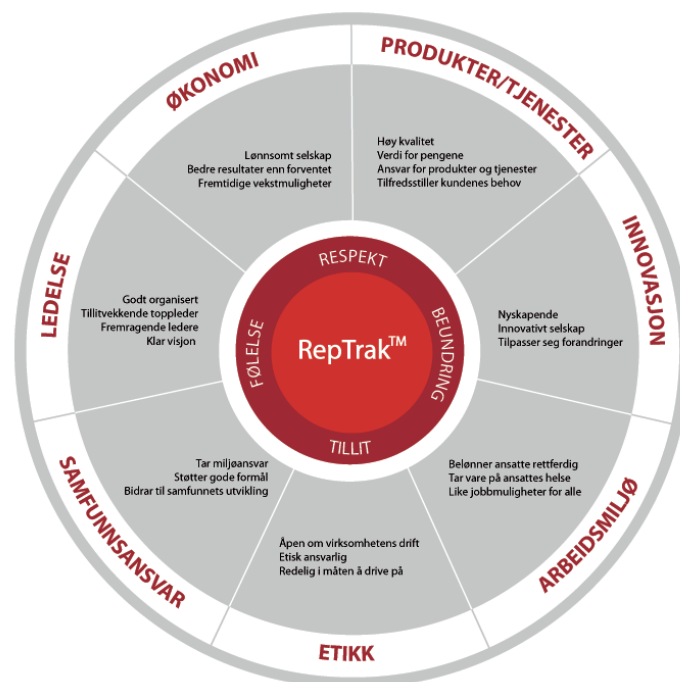 ØKONOMI
Lønnsomt selskap
Bedre resultater enn forventet
Fremtidige vekstmuligheter
PRODUKTER/TJENESTER
Høy kvalitet
Verdi for pengene
Ansvar for produkter og tjenester
Tilfredsstiller kundenes behov
INNOVASJON
Nyskapende
Innovativt selskap
Tilpasser seg forandringer
ARBEIDSMILJØ
Belønner ansatte rettferdig
Tar vare på ansattes helse
Like jobbmuligheter for alle
ETIKK
Åpen om virksomhetens drift
Etisk ansvarlig
Redelig i måten å drive på
SAMFUNNSANSVAR
Tar miljøansvar
Støtter gode formål
Bidrar til samfunnets utvikling
LEDELSE
Godt organisert
Tillitvekkende toppleder
Fremragende ledere
Klar visjon
RESPEKT
BEUNDRING
TILLIT
FØLELSE
RepTrak™